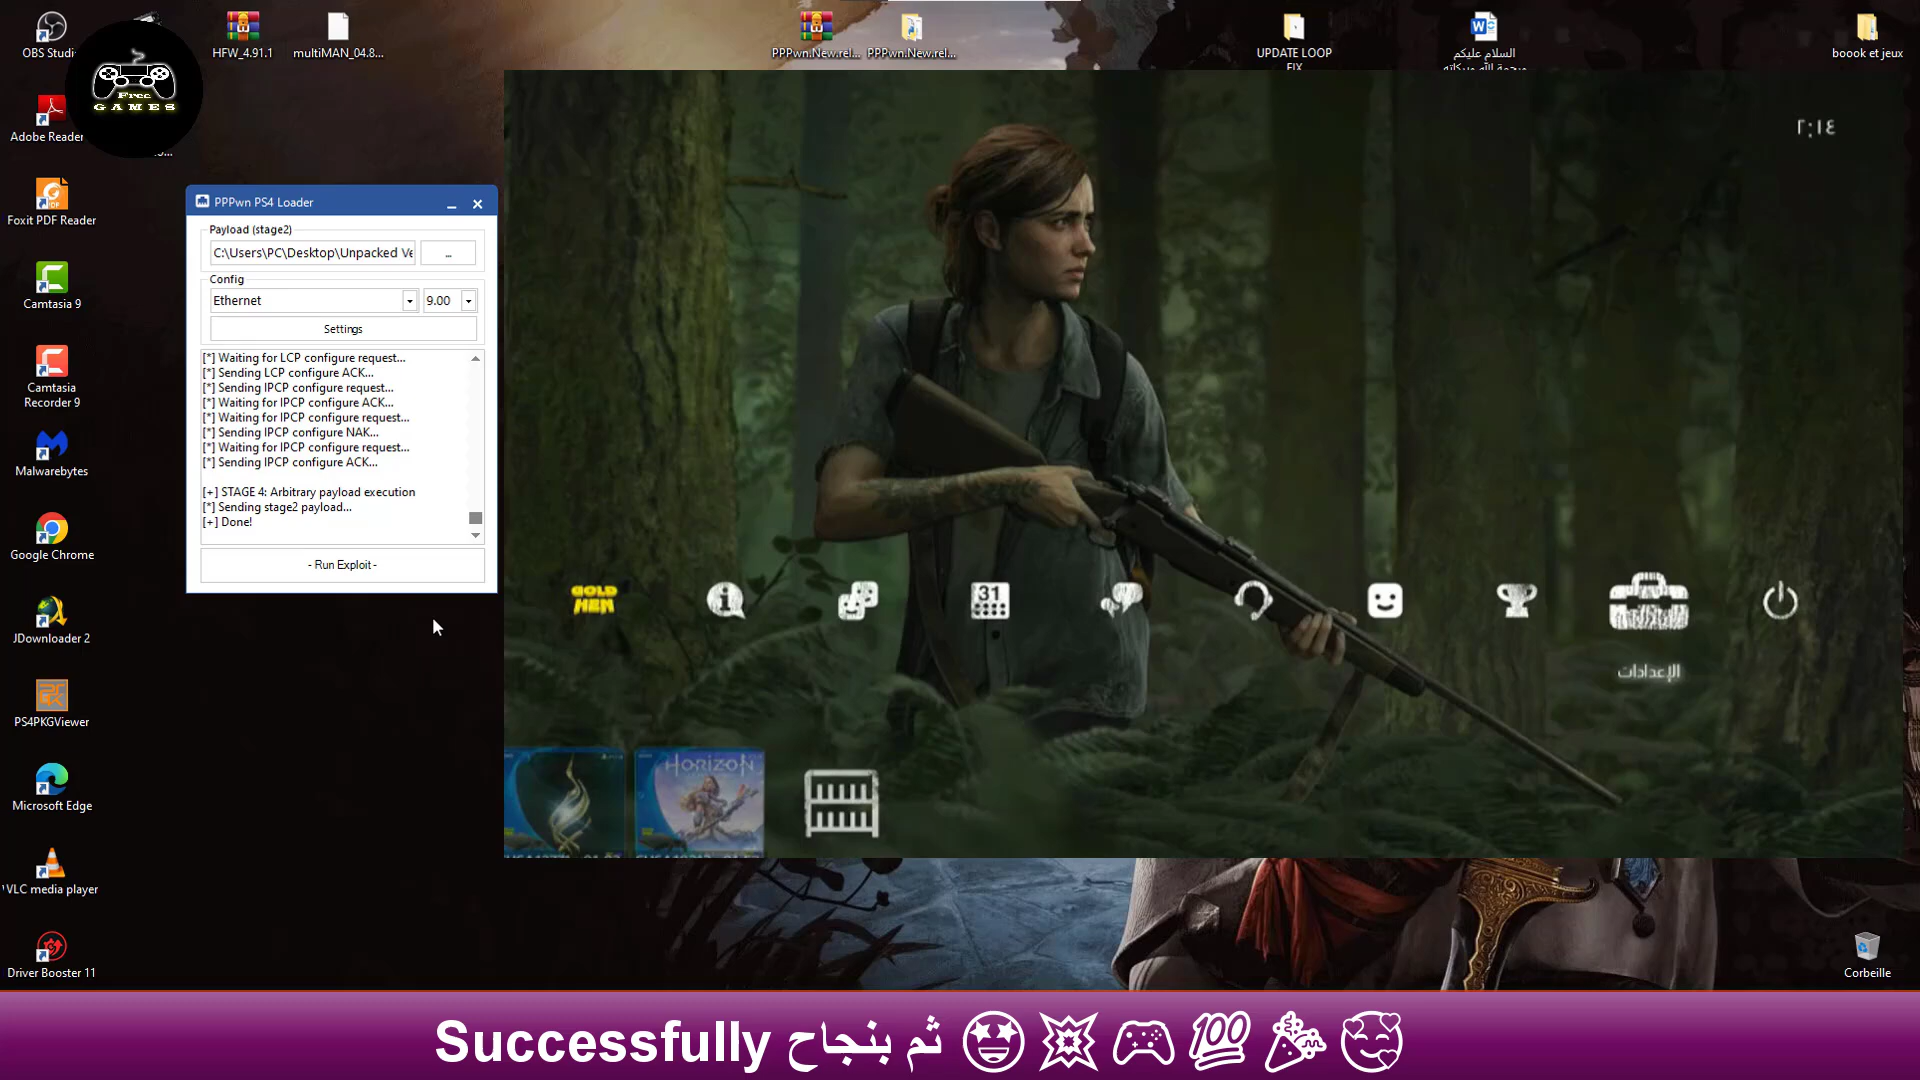 OBS Studi
HFW_4.91.1
multiMAN_04.8...
PPPwn.New.rel...
PPPwn.New.rel...
UPDATE LOOP
FIX
السلام عليكم
ورحمة الله وبركاته
boook et jeux
Free
GAMES
Adobe Reader
Foxit PDF Reader
Camtasia 9
Camtasia
Recorder 9
Malwarebytes
Google Chrome
JDownloader 2
PS4PKGViewer
Microsoft Edge
VLC media player
Driver Booster 11
PPPwn PS4 Loader
Payload (stage2)
C:\Users\PC\Desktop\Unpacked Ve
...
Config
Ethernet
9.00
Settings
[*] Waiting for LCP configure request...
[*] Sending LCP configure ACK...
[*] Sending IPCP configure request...
[*] Waiting for IPCP configure ACK...
[*] Waiting for IPCP configure request...
[*] Sending IPCP configure NAK...
[*] Waiting for IPCP configure request...
[*] Sending IPCP configure ACK...
[+] STAGE 4: Arbitrary payload execution
[*] Sending stage2 payload...
[+] Done!
- Run Exploit -
٢:١٤
GOLD
HEN
31
الإعدادات
HORIZON
Corbeille
Successfully ثم بنجاح 🤩 💥 🎮 💯 🎉 🥰